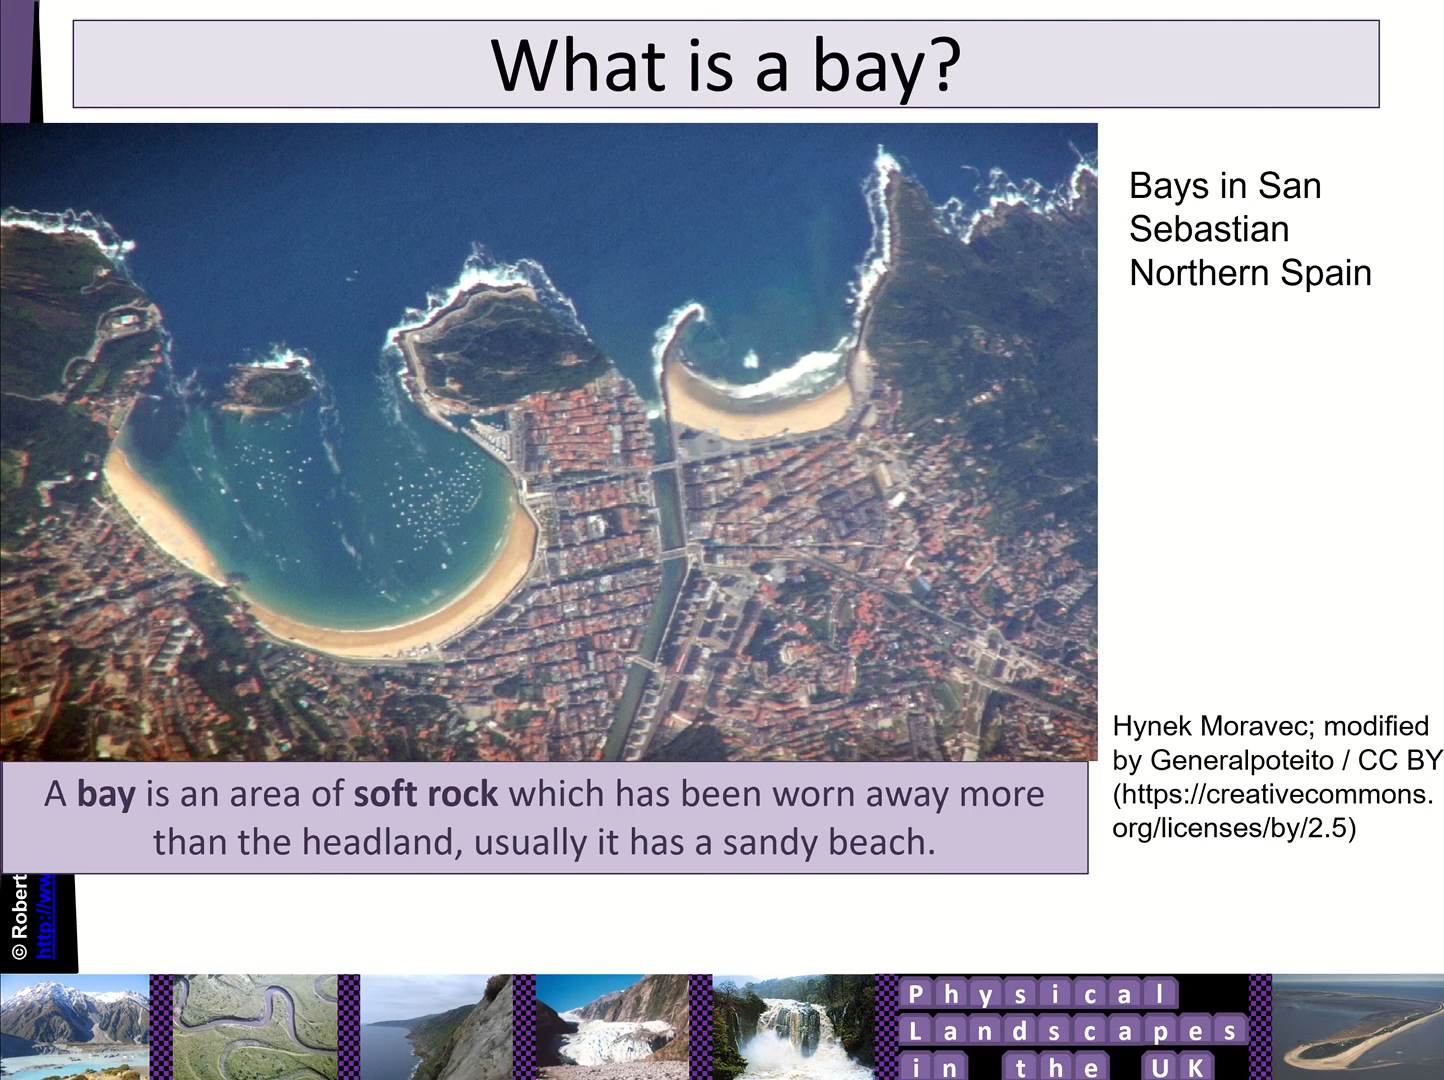 What is a bay?
Bays in San
Sebastian
Northern Spain
Hynek Moravec; modified
by Generalpoteito / CC BY
(https://creativecommons.
org/licenses/by/2.5)
A bay is an area of soft rock which has been worn away more
than the headland, usually it has a sandy beach.
© Robert
http://ww
Physical
Landscapes
in the UK